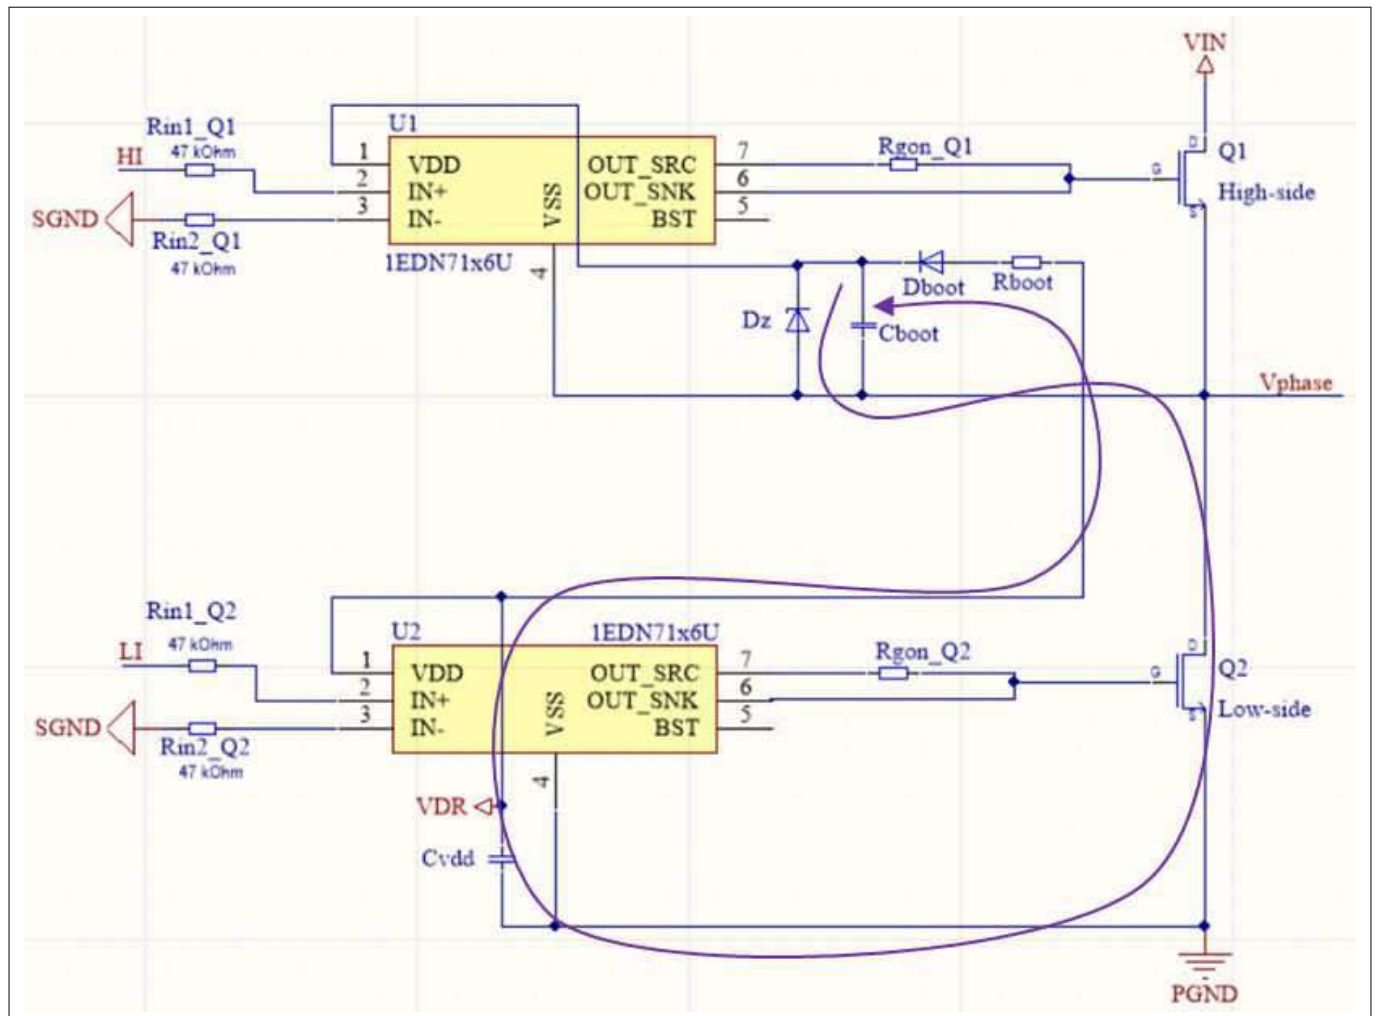 VIN
Rin1_Q1
47 kOhm
HI
SGND
Rin2_Q1
47 kOhm
U1
1 VDD OUT_SRC 7
2 IN+ OUT_SNK 6
3 IN- BST 5
VSS
4
1EDN71x6U
Rgon_Q1
D
G
S
Q1
High-side
Dboot
Rboot
Dz
Cboot
Vphase
Rin1_Q2
47 kOhm
LI
SGND
Rin2_Q2
47 kOhm
U2
1EDN71x6U
1 VDD OUT_SRC 7
2 IN+ OUT_SNK 6
3 IN- BST 5
VSS
4
Rgon_Q2
D
G
S
Q2
Low-side
VDR
Cvdd
PGND